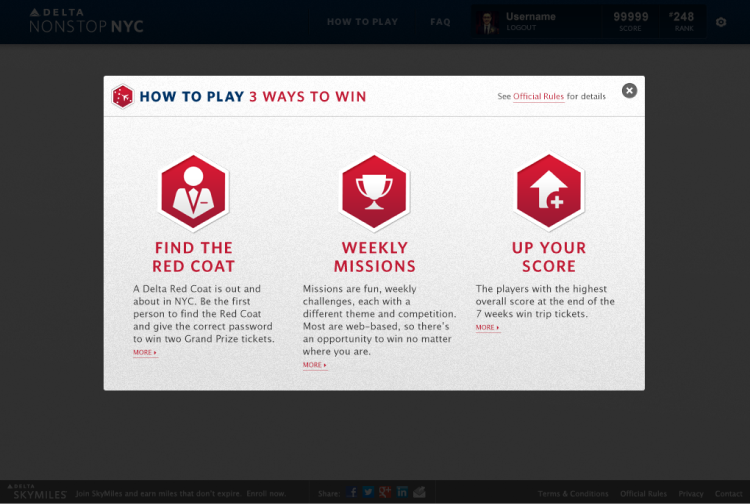 DELTA
NONSTOP NYC
HOW TO PLAY
FAQ
Username
LOGOUT
99999
SCORE
#248
RANK
HOW TO PLAY 3 WAYS TO WIN
See Official Rules for details
FIND THE
RED COAT
A Delta Red Coat is out and
about in NYC. Be the first
person to find the Red Coat
and give the correct password
to win two Grand Prize tickets.
MORE
WEEKLY
MISSIONS
Missions are fun, weekly
challenges, each with a
different theme and competition.
Most are web-based, so there's
an opportunity to win no matter
where you are.
MORE
UP YOUR
SCORE
The players with the highest
overall score at the end of the
7 weeks win trip tickets.
MORE
DELTA
SKYMILES
Join SkyMiles and earn miles that don't expire. Enroll now.
Share:
Terms & Conditions
Official Rules
Privacy
Contact